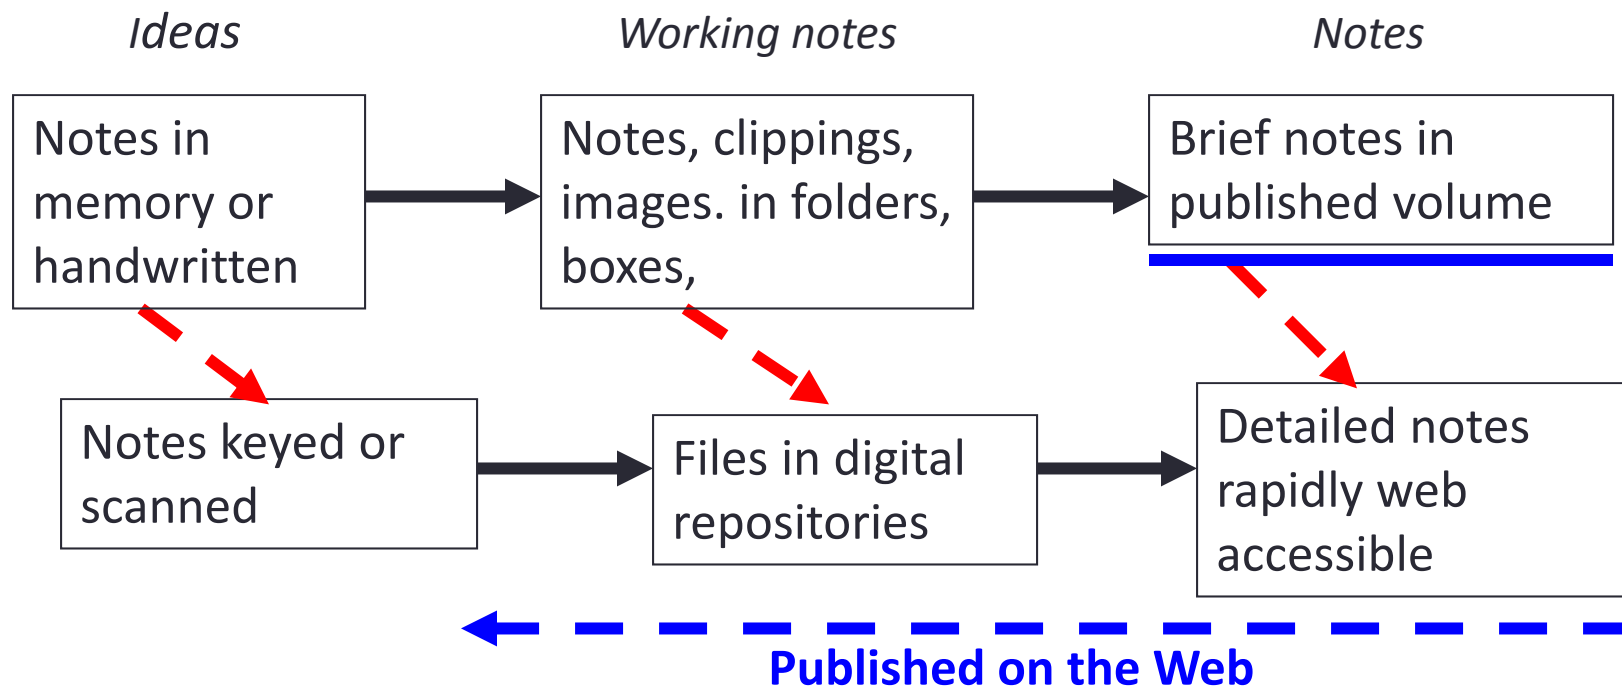 Ideas
Working notes
Notes
Notes in
memory or
handwritten
Notes, clippings,
images. in folders,
boxes,
Brief notes in
published volume
Notes keyed or
scanned
Files in digital
repositories
Detailed notes
rapidly web
accessible
Published on the Web